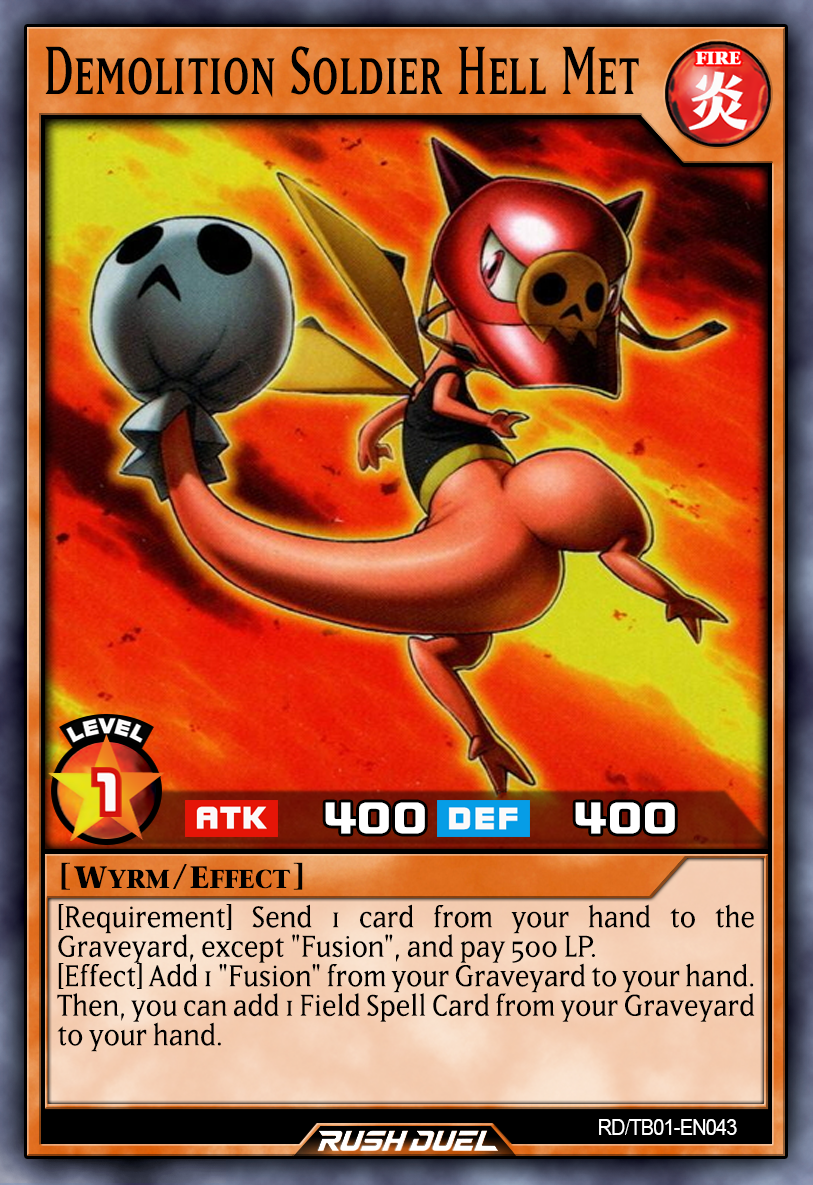 Demolition Soldier Hell Met
FIRE
炎
LEVEL
1
ATK 400 DEF 400
[Wyrm/Effect]
[Requirement] Send 1 card from your hand to the
Graveyard, except "Fusion", and pay 500 LP.
[Effect] Add 1 "Fusion" from your Graveyard to your hand.
Then, you can add 1 Field Spell Card from your Graveyard
to your hand.
RD/TB01-EN043
RUSH DUEL